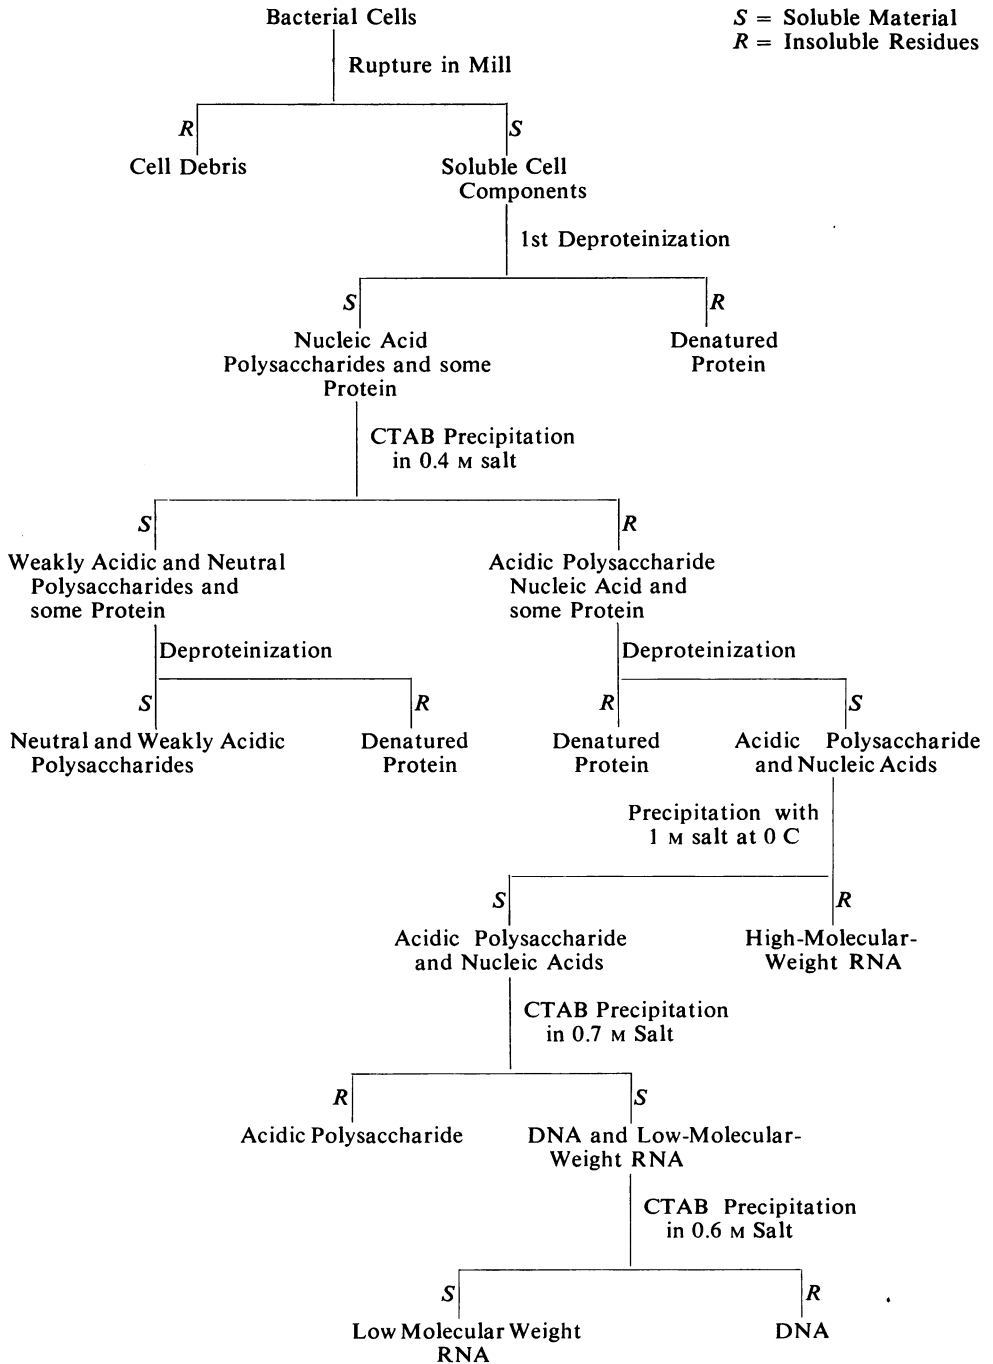 Bacterial Cells
S = Soluble Material
R = Insoluble Residues
Rupture in Mill
R
S
Cell Debris
Soluble Cell
Components
1st Deproteinization
S
R
Nucleic Acid
Polysaccharides and some
Protein
Denatured
Protein
CTAB Precipitation
in 0.4 M salt
S
R
Weakly Acidic and Neutral
Polysaccharides and
some Protein
Acidic Polysaccharide
Nucleic Acid and
some Protein
Deproteinization
Deproteinization
S
R
R
S
Neutral and Weakly Acidic
Polysaccharides
Denatured
Protein
Denatured
Protein
Acidic Polysaccharide
and Nucleic Acids
Precipitation with
1 M salt at 0 C
S
R
Acidic Polysaccharide
and Nucleic Acids
High-Molecular-
Weight RNA
CTAB Precipitation
in 0.7 M Salt
R
S
Acidic Polysaccharide
DNA and Low-Molecular-
Weight RNA
CTAB Precipitation
in 0.6 M Salt
S
R
Low Molecular Weight
RNA
DNA